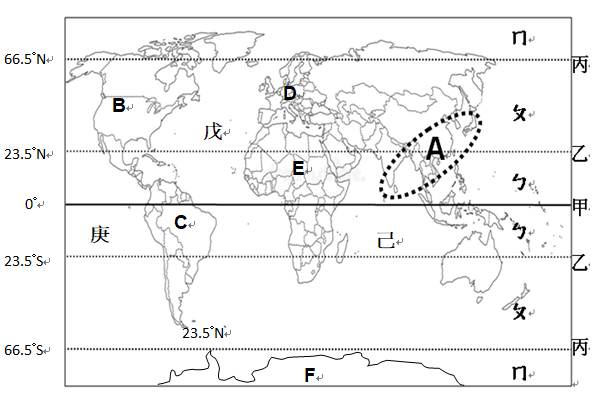 ㄇ
66.5°N 丙
D
B ㄆ
戊 A
23.5°N 乙
E ㄅ
0° 甲
C
庚 己 ㄅ
23.5°S 乙
ㄆ
23.5°N
66.5°S 丙
F ㄇ